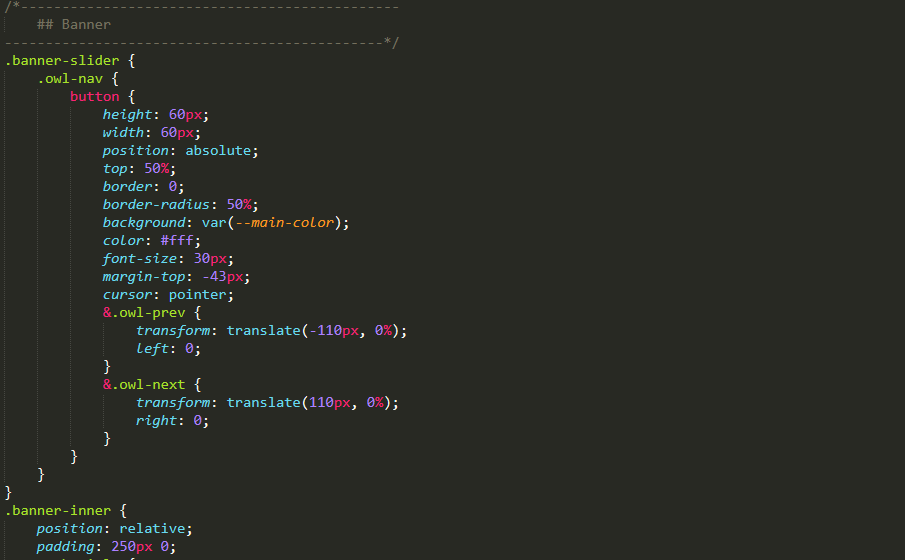 /*----------------------------------------------
    ## Banner
----------------------------------------------*/
.banner-slider {
    .owl-nav {
        button {
            height: 60px;
            width: 60px;
            position: absolute;
            top: 50%;
            border: 0;
            border-radius: 50%;
            background: var(--main-color);
            color: #fff;
            font-size: 30px;
            margin-top: -43px;
            cursor: pointer;
            &.owl-prev {
                transform: translate(-110px, 0%);
                left: 0;
            }
            &.owl-next {
                transform: translate(110px, 0%);
                right: 0;
            }
        }
    }
}
.banner-inner {
    position: relative;
    padding: 250px 0;